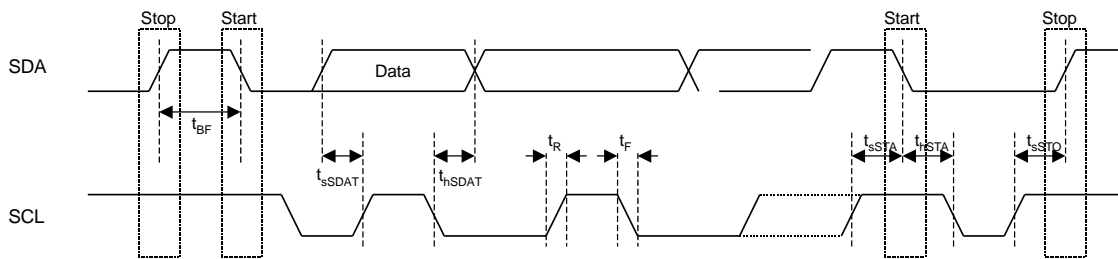 Stop Start Start Stop
SDA
Data
tBF
tR tF tsSTA thSTA tsSTO
tsSDAT thSDAT
SCL